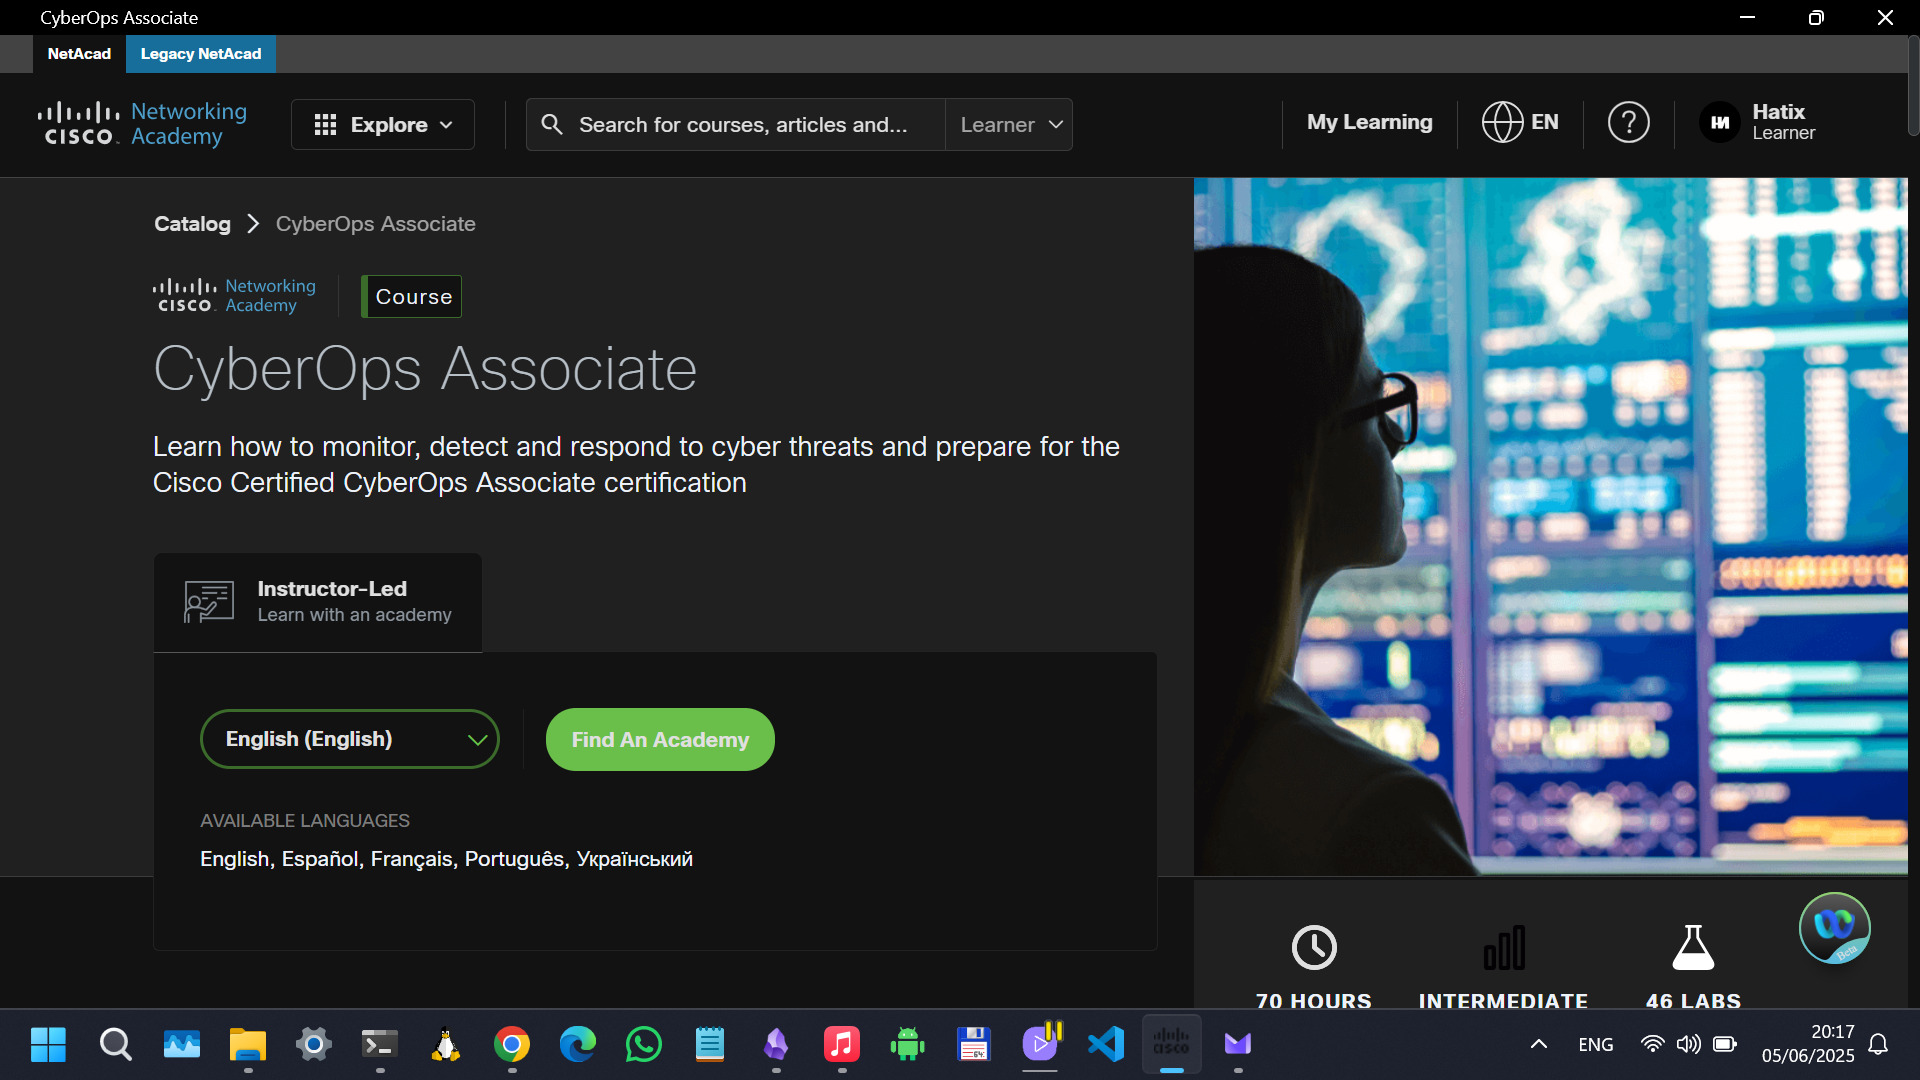 CyberOps Associate
NetAcad
Legacy NetAcad
CISCO Networking Academy
Explore
Search for courses, articles and...
Learner
My Learning
EN
?
Hatix
Learner
Catalog
CyberOps Associate
CISCO Networking Academy
Course
CyberOps Associate
Learn how to monitor, detect and respond to cyber threats and prepare for the
Cisco Certified CyberOps Associate certification
Instructor-Led
Learn with an academy
English (English)
Find An Academy
AVAILABLE LANGUAGES
English, Español, Français, Português, Український
Beta
70 HOURS
INTERMEDIATE
46 LABS
64
CISCO
ENG
20:17
05/06/2025